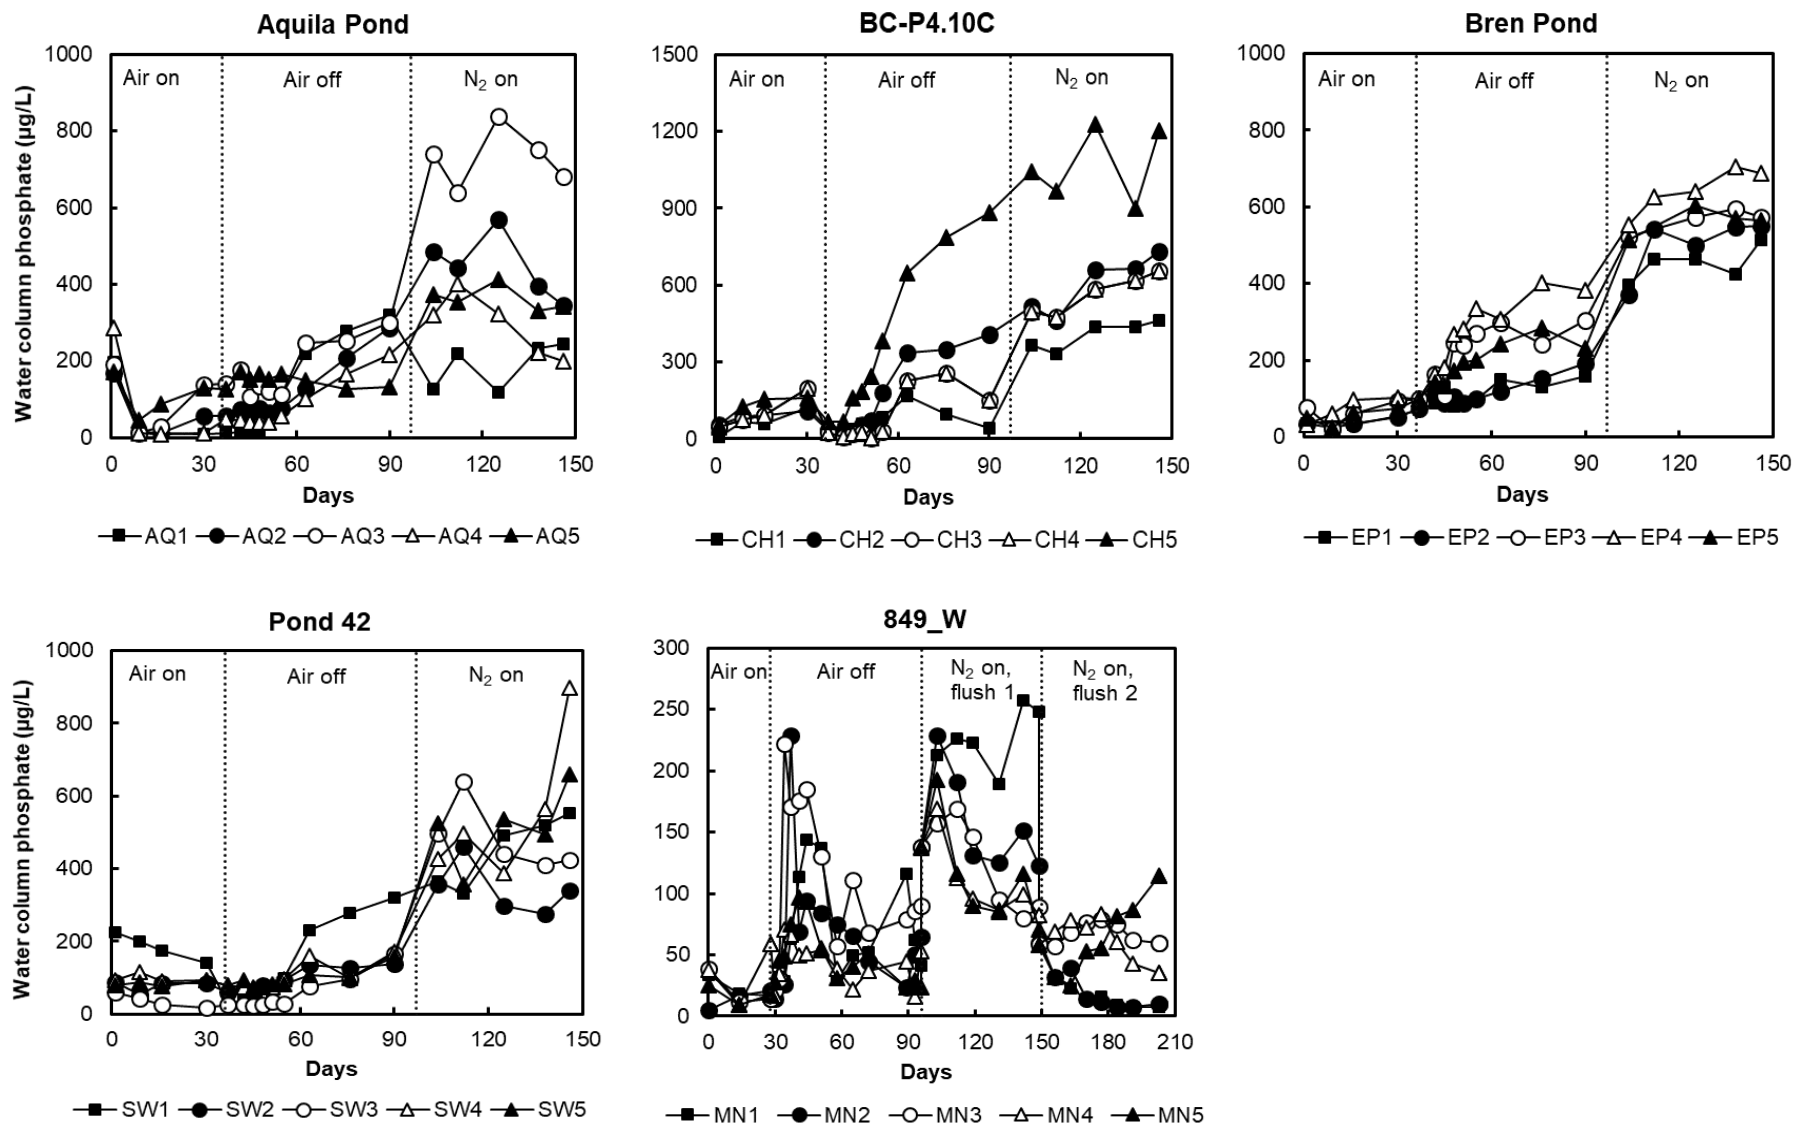 Aquila Pond
BC-P4.10C
Bren Pond
Water column phosphate (µg/L)
1000
800
600
400
200
0
Air on
Air off
N₂ on
0 30 60 90 120 150
Days
AQ1 AQ2 AQ3 AQ4 AQ5
1500
1200
900
600
300
0
Air on
Air off
N₂ on
0 30 60 90 120 150
Days
CH1 CH2 CH3 CH4 CH5
1000
800
600
400
200
0
Air on
Air off
N₂ on
0 30 60 90 120 150
Days
EP1 EP2 EP3 EP4 EP5
Pond 42
849_W
Water column phosphate (µg/L)
1000
800
600
400
200
0
Air on
Air off
N₂ on
0 30 60 90 120 150
Days
SW1 SW2 SW3 SW4 SW5
300
250
200
150
100
50
0
Air on
Air off
N₂ on,
flush 1
N₂ on,
flush 2
0 30 60 90 120 150 180 210
Days
MN1 MN2 MN3 MN4 MN5